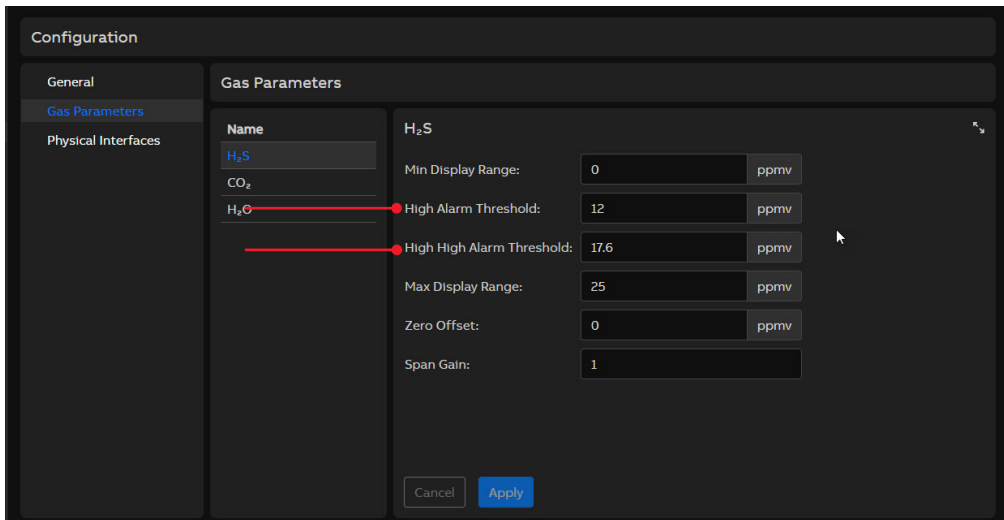 Configuration
General
Gas Parameters
Physical Interfaces
Gas Parameters
Name
H₂S
CO₂
H₂O
H₂S
Min Display Range: 0 ppmv
High Alarm Threshold: 12 ppmv
High High Alarm Threshold: 17.6 ppmv
Max Display Range: 25 ppmv
Zero Offset: 0 ppmv
Span Gain: 1
Cancel Apply